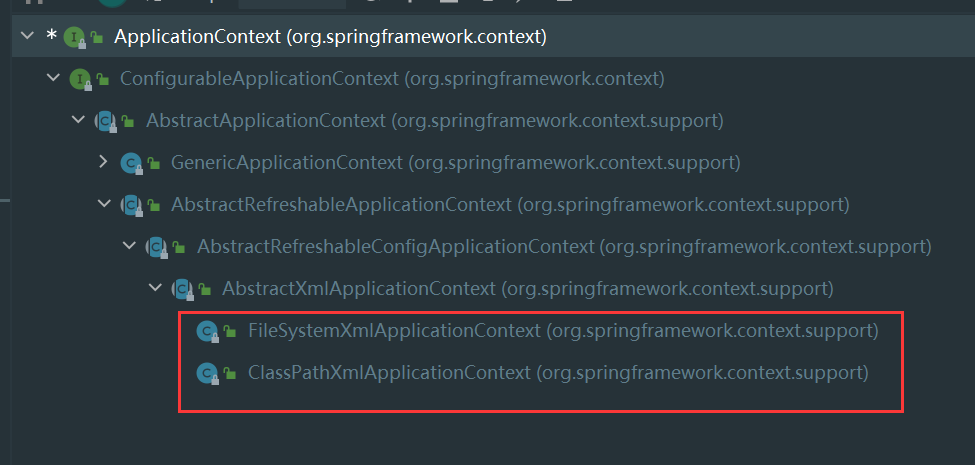 * ApplicationContext (org.springframework.context)
ConfigurableApplicationContext (org.springframework.context)
AbstractApplicationContext (org.springframework.context.support)
GenericApplicationContext (org.springframework.context.support)
AbstractRefreshableApplicationContext (org.springframework.context.support)
AbstractRefreshableConfigApplicationContext (org.springframework.context.support)
AbstractXmlApplicationContext (org.springframework.context.support)
FileSystemXmlApplicationContext (org.springframework.context.support)
ClassPathXmlApplicationContext (org.springframework.context.support)